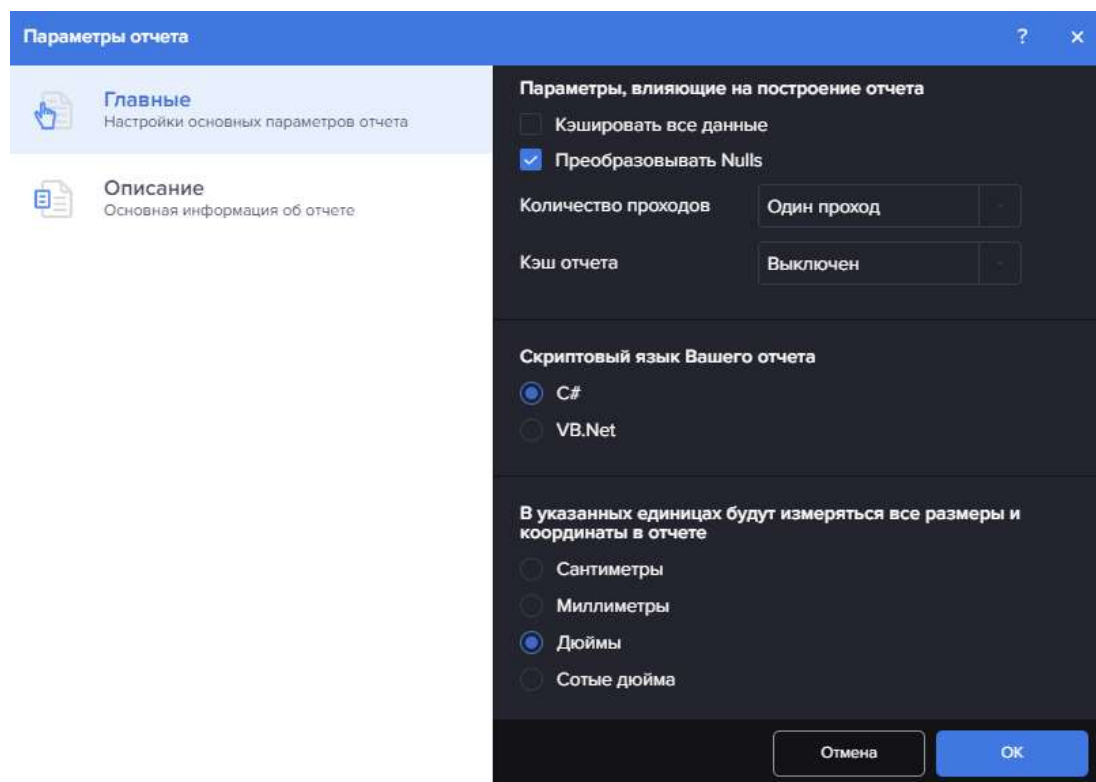 Параметры отчета
?
×
Главные
Настройки основных параметров отчета
Описание
Основная информация об отчете
Параметры, влияющие на построение отчета
Кэшировать все данные
Преобразовывать Nulls
Количество проходов
Один проход
Кэш отчета
Выключен
Скриптовый язык Вашего отчета
C#
VB.Net
В указанных единицах будут измеряться все размеры и
координаты в отчете
Сантиметры
Миллиметры
Дюймы
Сотые дюйма
Отмена
ОК